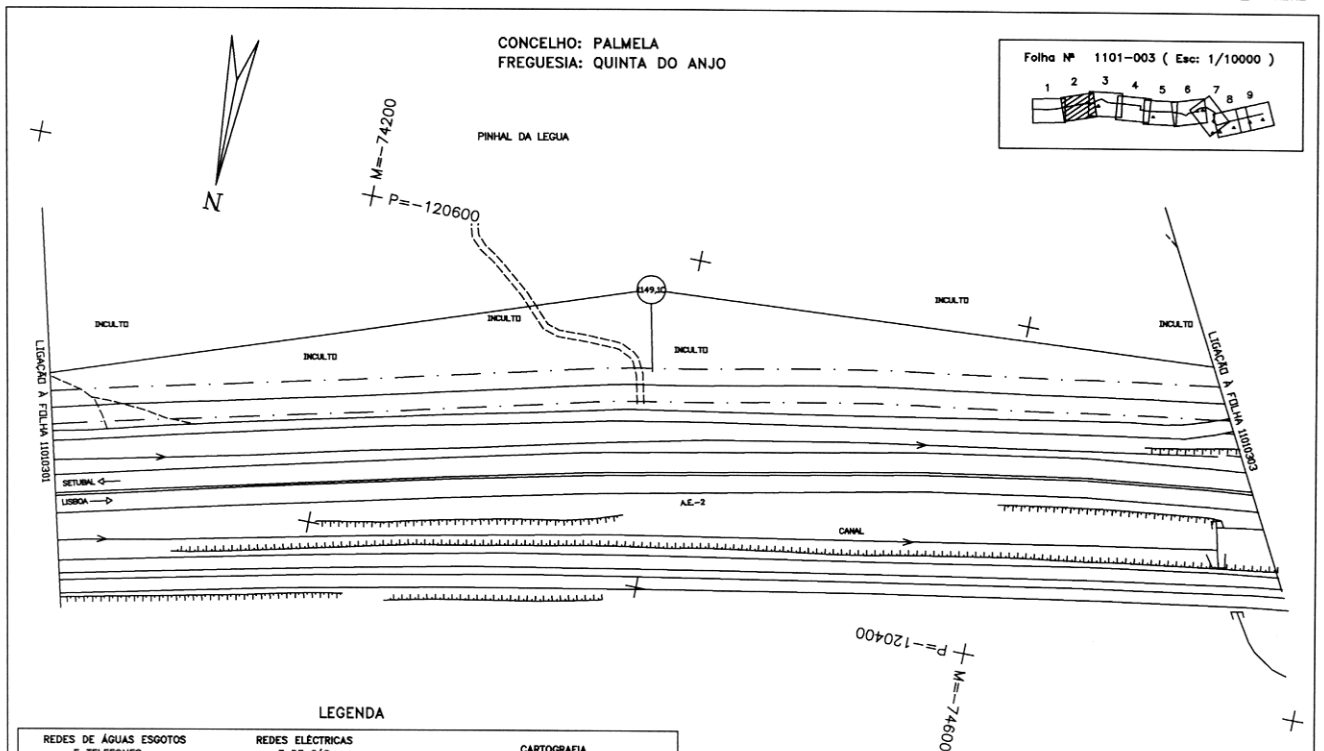 CONCELHO: PALMELA
FREGUESIA: QUINTA DO ANJO
Folha Nº 1101-003 ( Esc: 1/10000 )
1 2 3 4 5 6 7 8 9
N
M=-74200
P=-120600
PINHAL DA LEGUA
INCULTO
INCULTO
INCULTO
INCULTO
INCULTO
INCULTO
LIGAÇÃO À FOLHA 11010301
LIGAÇÃO À FOLHA 11010303
SETUBAL
LISBOA
A.E.-2
CANAL
P=-120400
M=-74600
LEGENDA
REDES DE ÁGUAS ESGOTOS
REDES ELÉCTRICAS
CARTOGRAFIA